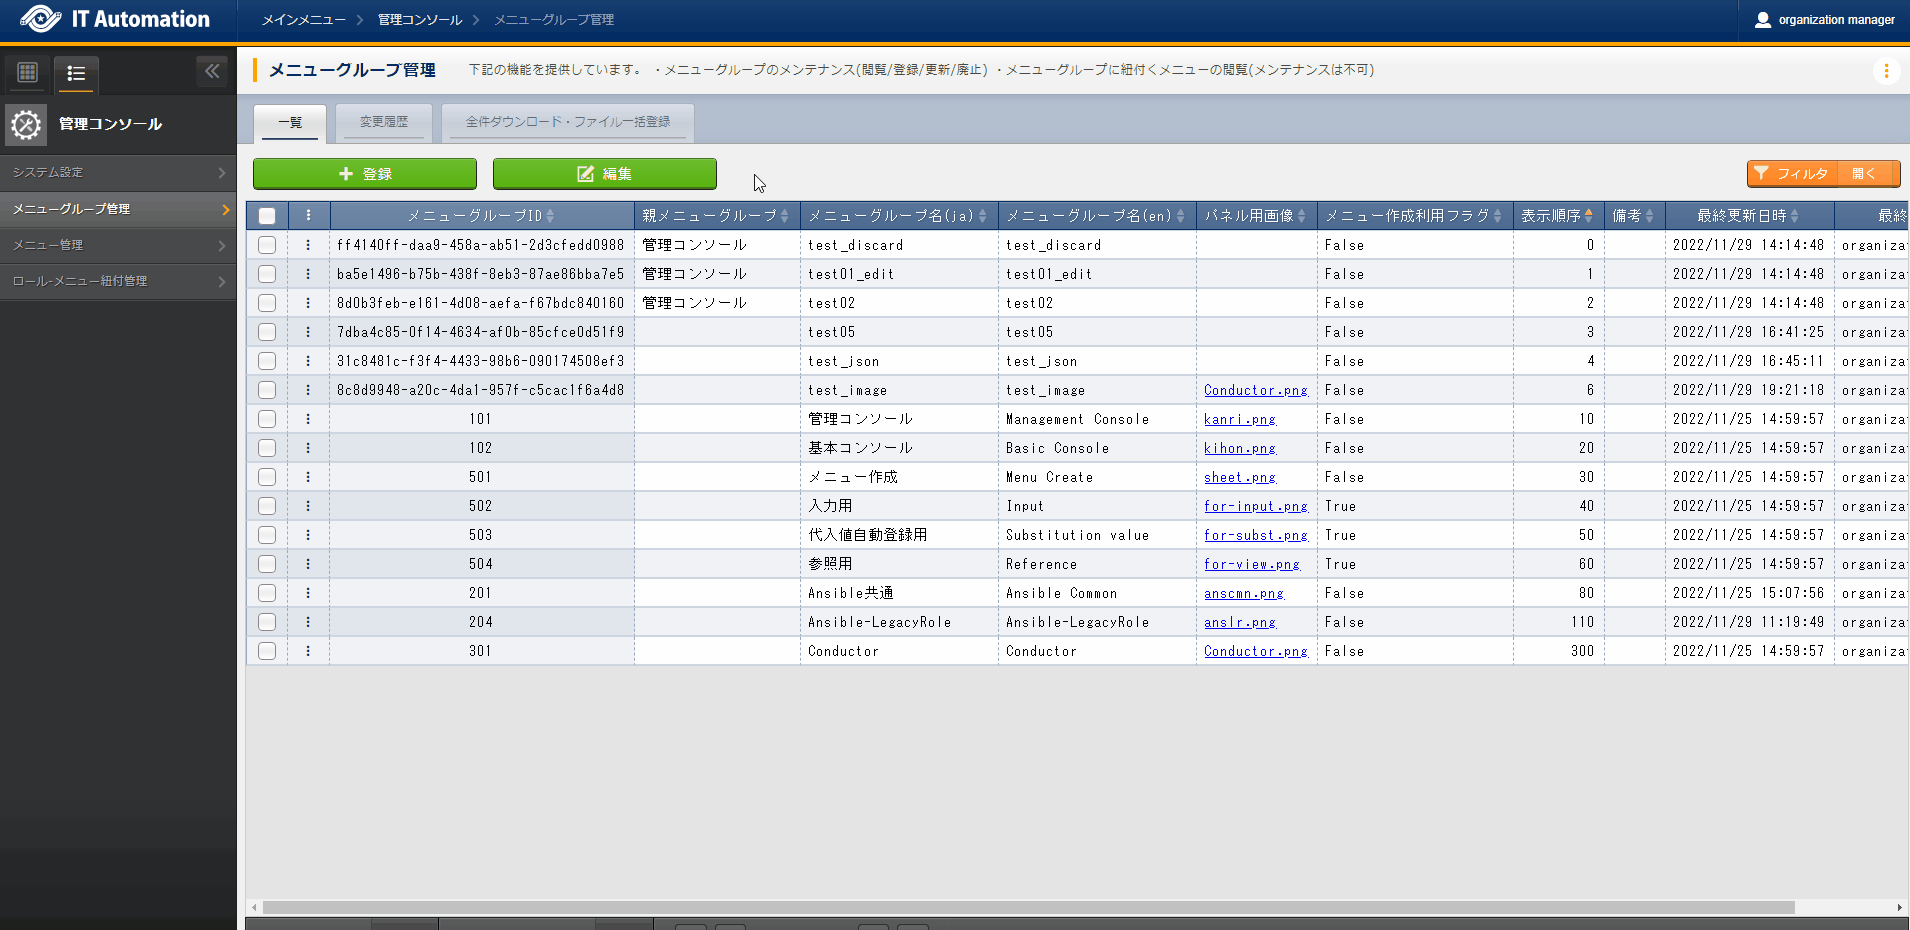 IT Automation
メインメニュー > 管理コンソール > メニューグループ管理
organization manager
管理コンソール
システム設定
メニューグループ管理
メニュー管理
ロール-メニュー紐付管理
メニューグループ管理 下記の機能を提供しています。 ・メニューグループのメンテナンス(閲覧/登録/更新/廃止) ・メニューグループに紐付くメニューの閲覧(メンテナンスは不可)
一覧 変更履歴 全件ダウンロード・ファイル一括登録
登録 編集 フィルタ 開く
メニューグループID 親メニューグループ メニューグループ名(ja) メニューグループ名(en) パネル用画像 メニュー作成利用フラグ 表示順序 備考 最終更新日時 最終
ff4140ff-daa9-458a-ab51-2d3cfedd0988 管理コンソール test_discard test_discard False 0 2022/11/29 14:14:48 organiza
ba5e1496-b75b-438f-8eb3-87ae86bba7e5 管理コンソール test01_edit test01_edit False 1 2022/11/29 14:14:48 organiza
8d0b3feb-e161-4d08-aefa-f67bdc840160 管理コンソール test02 test02 False 2 2022/11/29 14:14:48 organiza
7dba4c85-0f14-4634-af0b-85cfce0d51f9 test05 test05 False 3 2022/11/29 16:41:25 organiza
31c8481c-f3f4-4433-98b6-090174508ef3 test_json test_json False 4 2022/11/29 16:45:11 organiza
8c8d9948-a20c-4da1-957f-c5cac1f6a4d8 test_image test_image Conductor.png False 6 2022/11/29 19:21:18 organiza
101 管理コンソール Management Console kanri.png False 10 2022/11/25 14:59:57 organiza
102 基本コンソール Basic Console kihon.png False 20 2022/11/25 14:59:57 organiza
501 メニュー作成 Menu Create sheet.png False 30 2022/11/25 14:59:57 organiza
502 入力用 Input for-input.png True 40 2022/11/25 14:59:57 organiza
503 代入値自動登録用 Substitution value for-subst.png True 50 2022/11/25 14:59:57 organiza
504 参照用 Reference for-view.png True 60 2022/11/25 14:59:57 organiza
201 Ansible共通 Ansible Common anscmn.png False 80 2022/11/25 15:07:56 organiza
204 Ansible-LegacyRole Ansible-LegacyRole anslr.png False 110 2022/11/29 11:19:49 organiza
301 Conductor Conductor Conductor.png False 300 2022/11/25 14:59:57 organiza